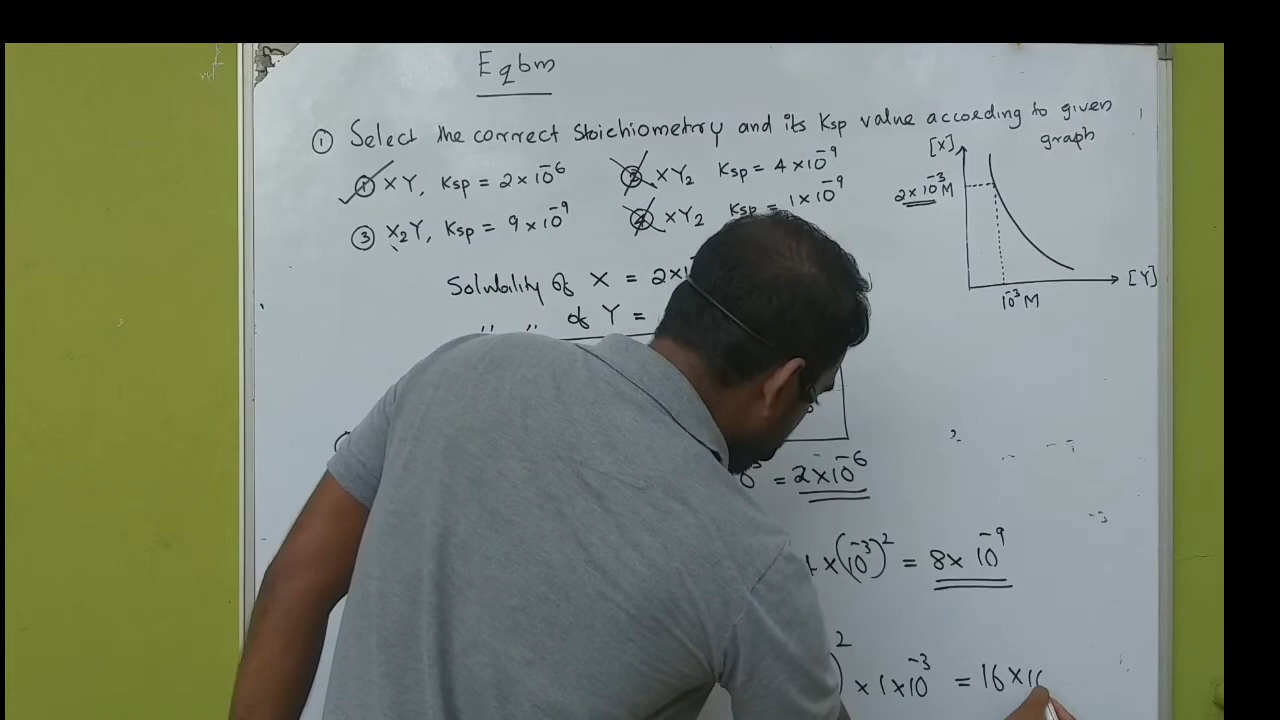 Eqbm
① Select the correct Stoichiometry and its Ksp value according to given graph
① XY, Ksp = 2×10⁻⁶ ② XY₂ Ksp = 4×10⁻⁹
③ X₂Y, Ksp = 9×10⁻⁹ ④ XY₂ Ksp = 1×10⁻⁹
[X]
2×10⁻³M
[Y]
10⁻³M
Solubility of X = 2×1
〃 〃 of Y =
= 2×10⁻⁶
×(10⁻³)² = 8×10⁻⁹
)² ×1×10⁻³ = 16×10